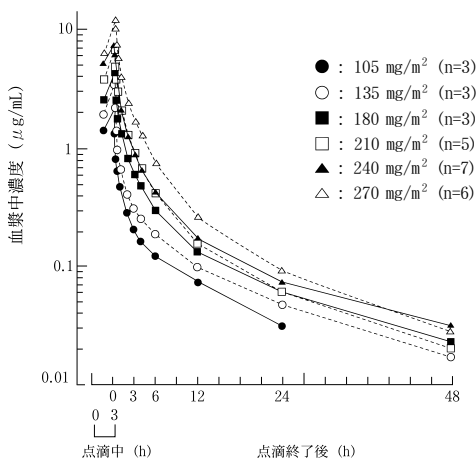 血漿中濃度 (μg/mL)
10
1
0.1
0.01
● : 105 mg/m² (n=3)
○ : 135 mg/m² (n=3)
■ : 180 mg/m² (n=3)
□ : 210 mg/m² (n=5)
▲ : 240 mg/m² (n=7)
△ : 270 mg/m² (n=6)
0 3 6 12 24 48
0 3
点滴中 (h) 点滴終了後 (h)